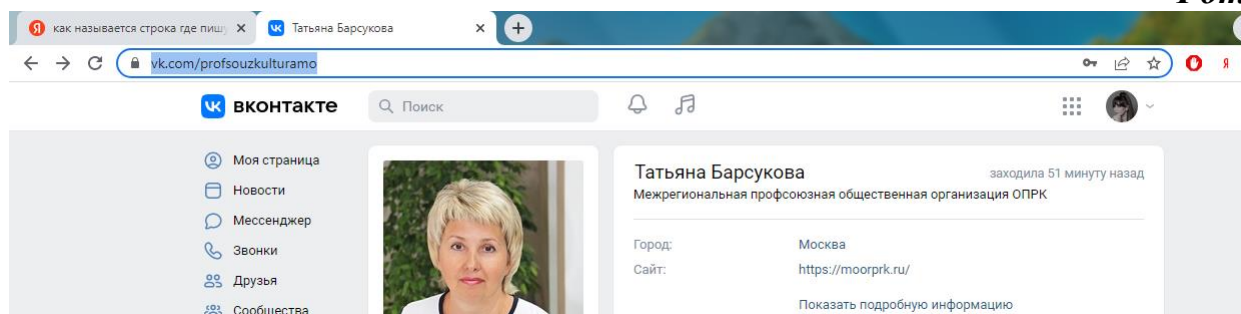 как называется строка где пиш
Татьяна Барсукова
vk.com/profsouzkulturamo
вконтакте
Поиск
Моя страница
Новости
Мессенджер
Звонки
Друзья
Сообщества
Татьяна Барсукова
заходила 51 минуту назад
Межрегиональная профсоюзная общественная организация ОПРК
Город: Москва
Сайт: https://moorprk.ru/
Показать подробную информацию